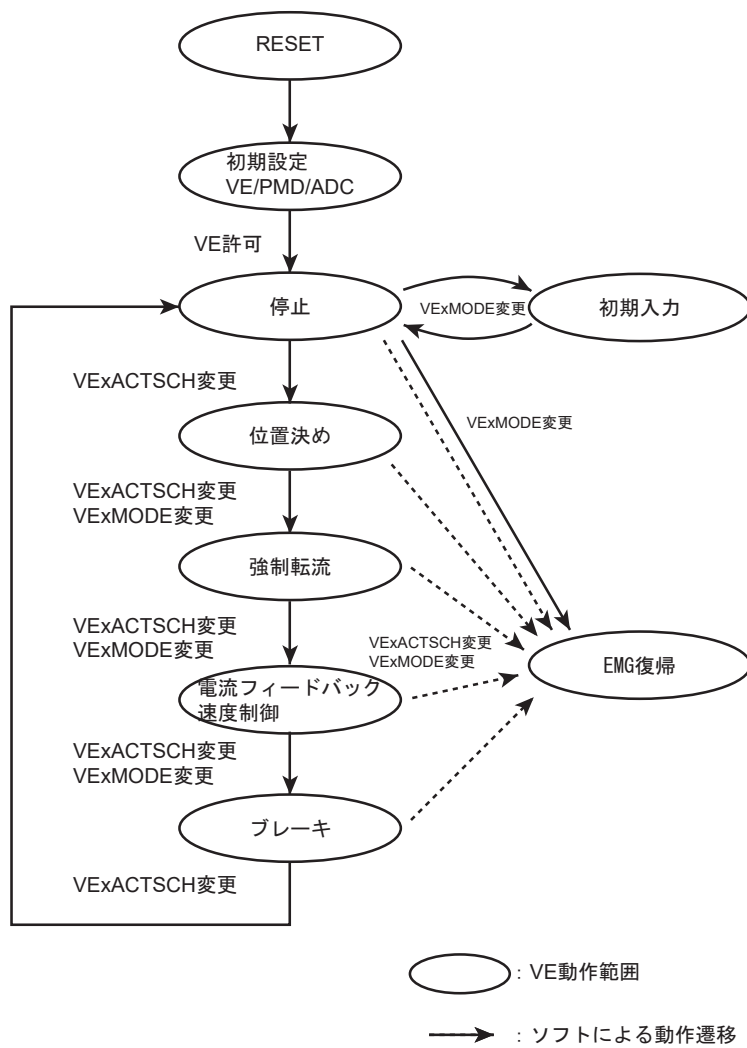 RESET
初期設定
VE/PMD/ADC
VE許可
停止
VExMODE変更
初期入力
VExACTSCH変更
VExMODE変更
位置決め
VExACTSCH変更
VExMODE変更
強制転流
VExACTSCH変更
VExMODE変更
VExACTSCH変更
VExMODE変更
EMG復帰
電流フィードバック
速度制御
VExACTSCH変更
VExMODE変更
ブレーキ
VExACTSCH変更
: VE動作範囲
: ソフトによる動作遷移